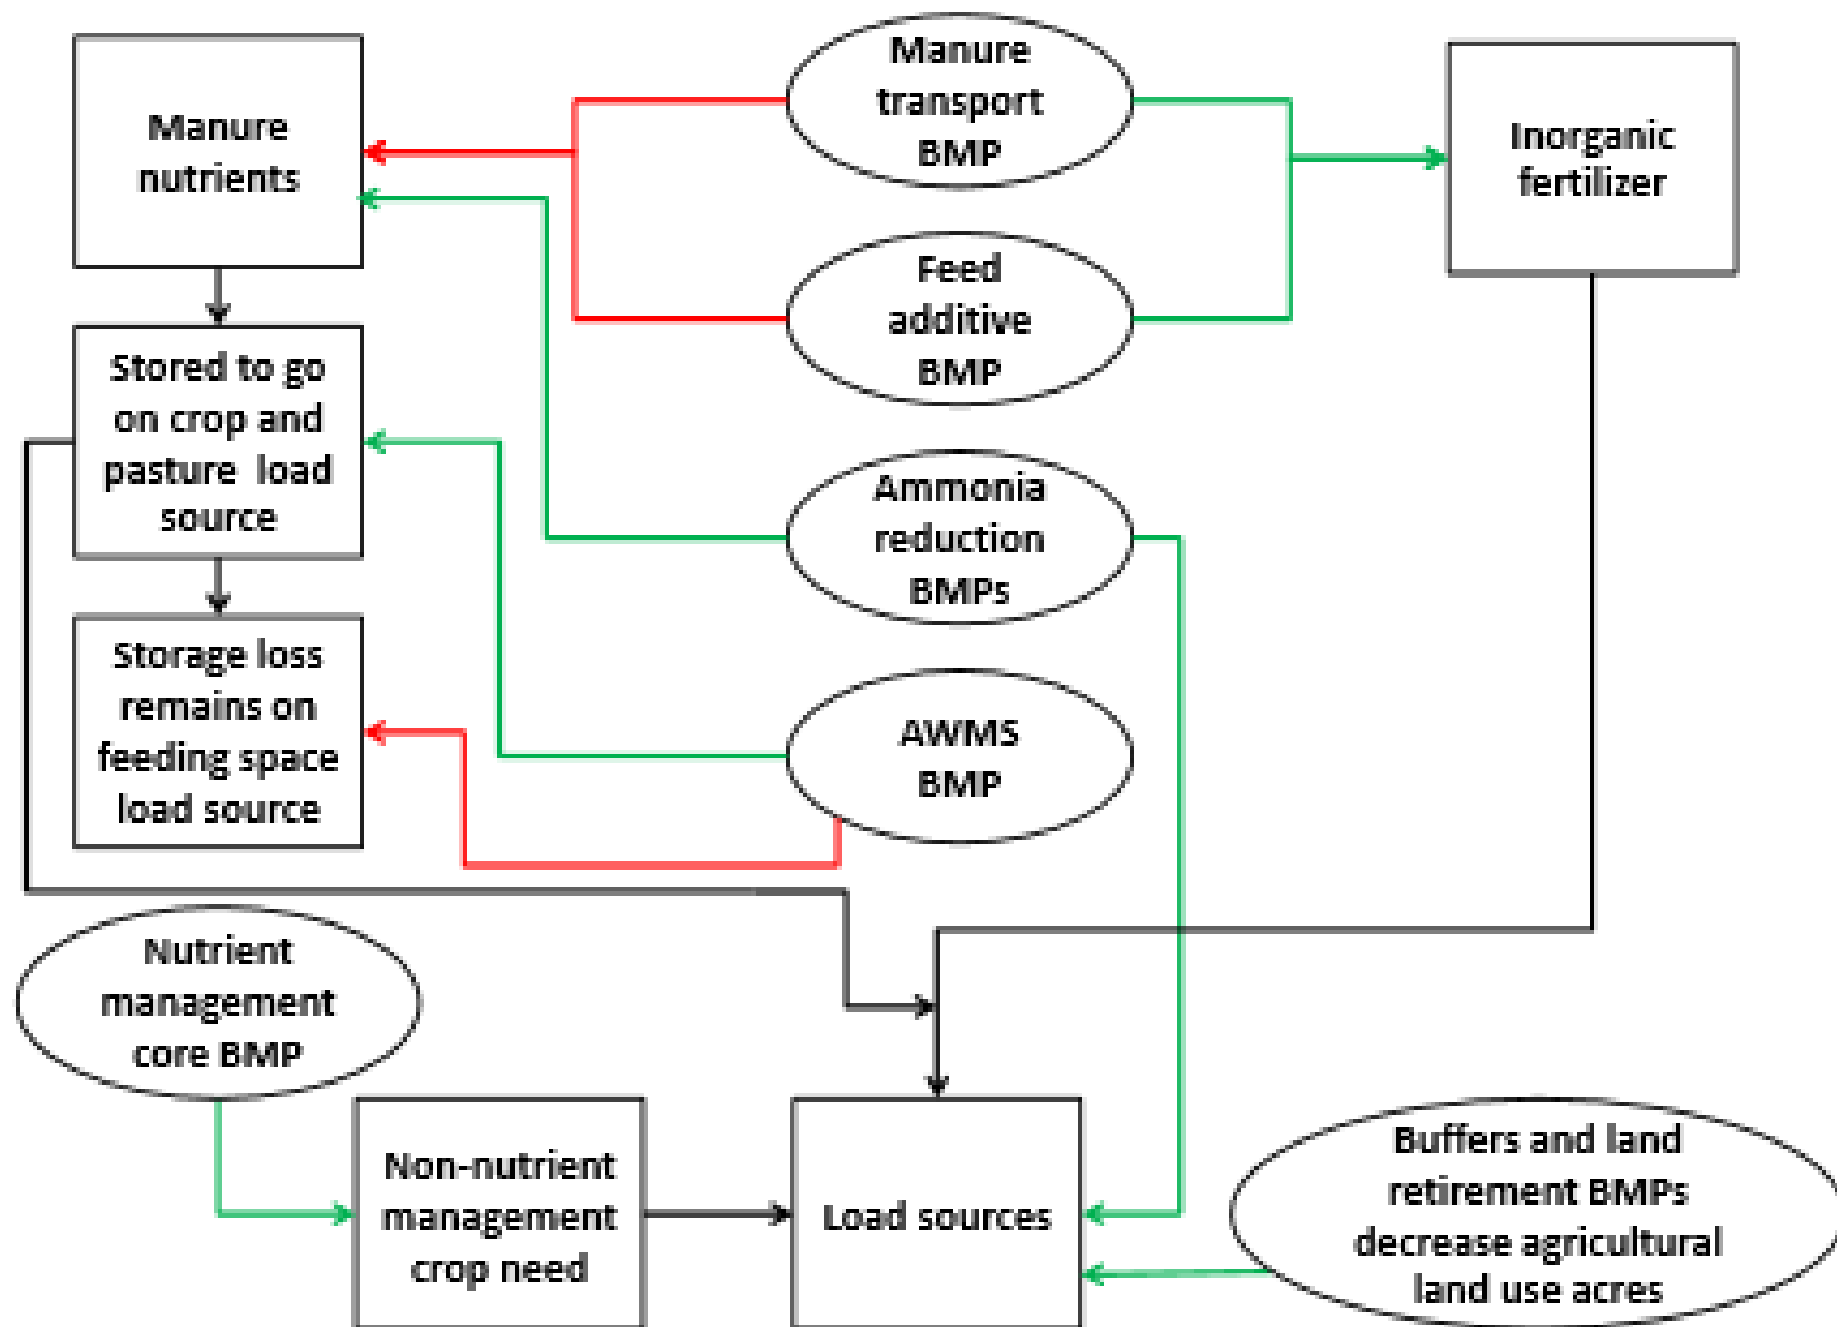 Manure
nutrients
Manure
transport
BMP
Inorganic
fertilizer
Feed
additive
BMP
Stored to go
on crop and
pasture load
source
Ammonia
reduction
BMPs
Storage loss
remains on
feeding space
load source
AWMS
BMP
Nutrient
management
core BMP
Non-nutrient
management
crop need
Load sources
Buffers and land
retirement BMPs
decrease agricultural
land use acres